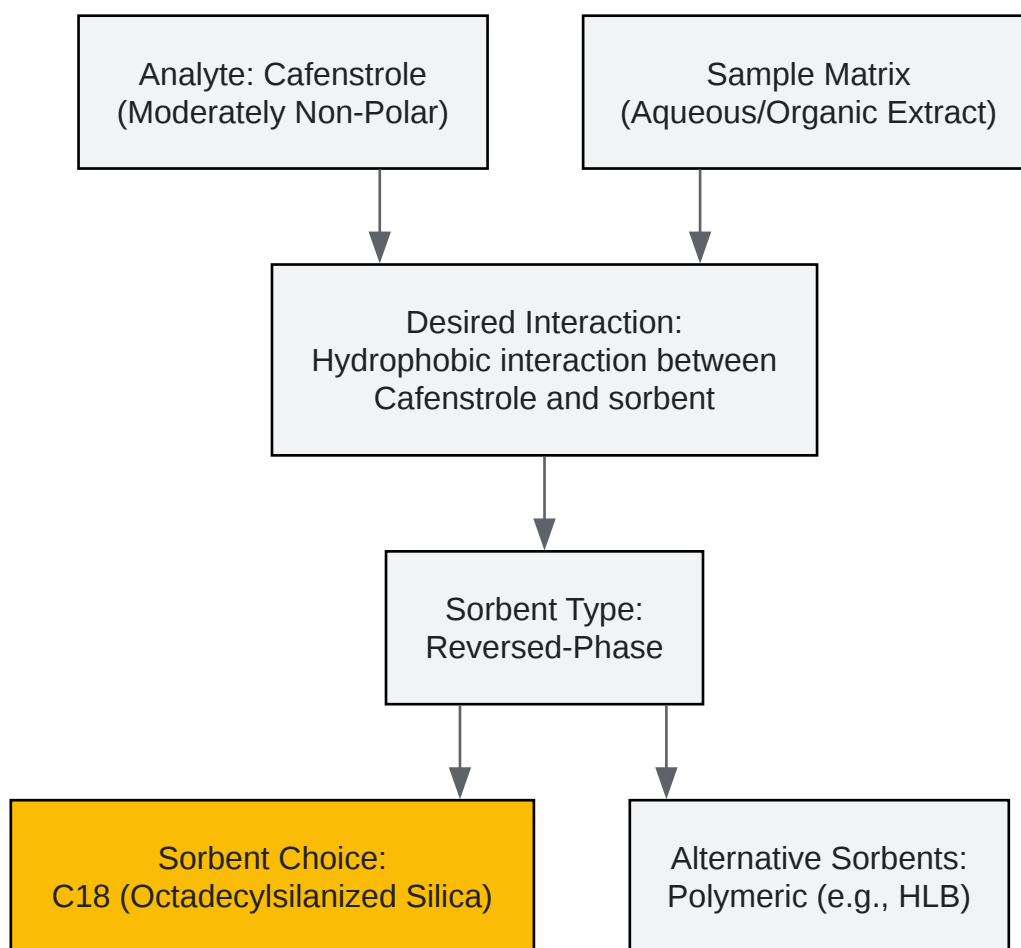 Analyte: Cafenstrole
(Moderately Non-Polar)
Sample Matrix
(Aqueous/Organic Extract)
Desired Interaction:
Hydrophobic interaction between
Cafenstrole and sorbent
Sorbent Type:
Reversed-Phase
Sorbent Choice:
C18 (Octadecylsilanized Silica)
Alternative Sorbents:
Polymeric (e.g., HLB)